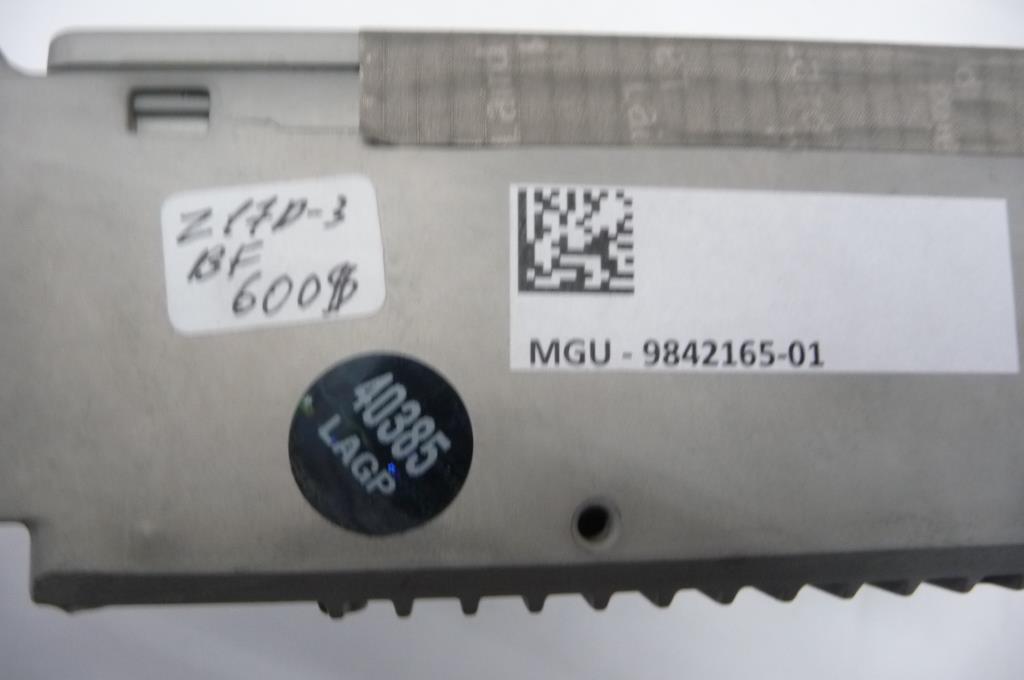 Z17D-3
BF
600$
MGU - 9842165-01
40385
LAGP